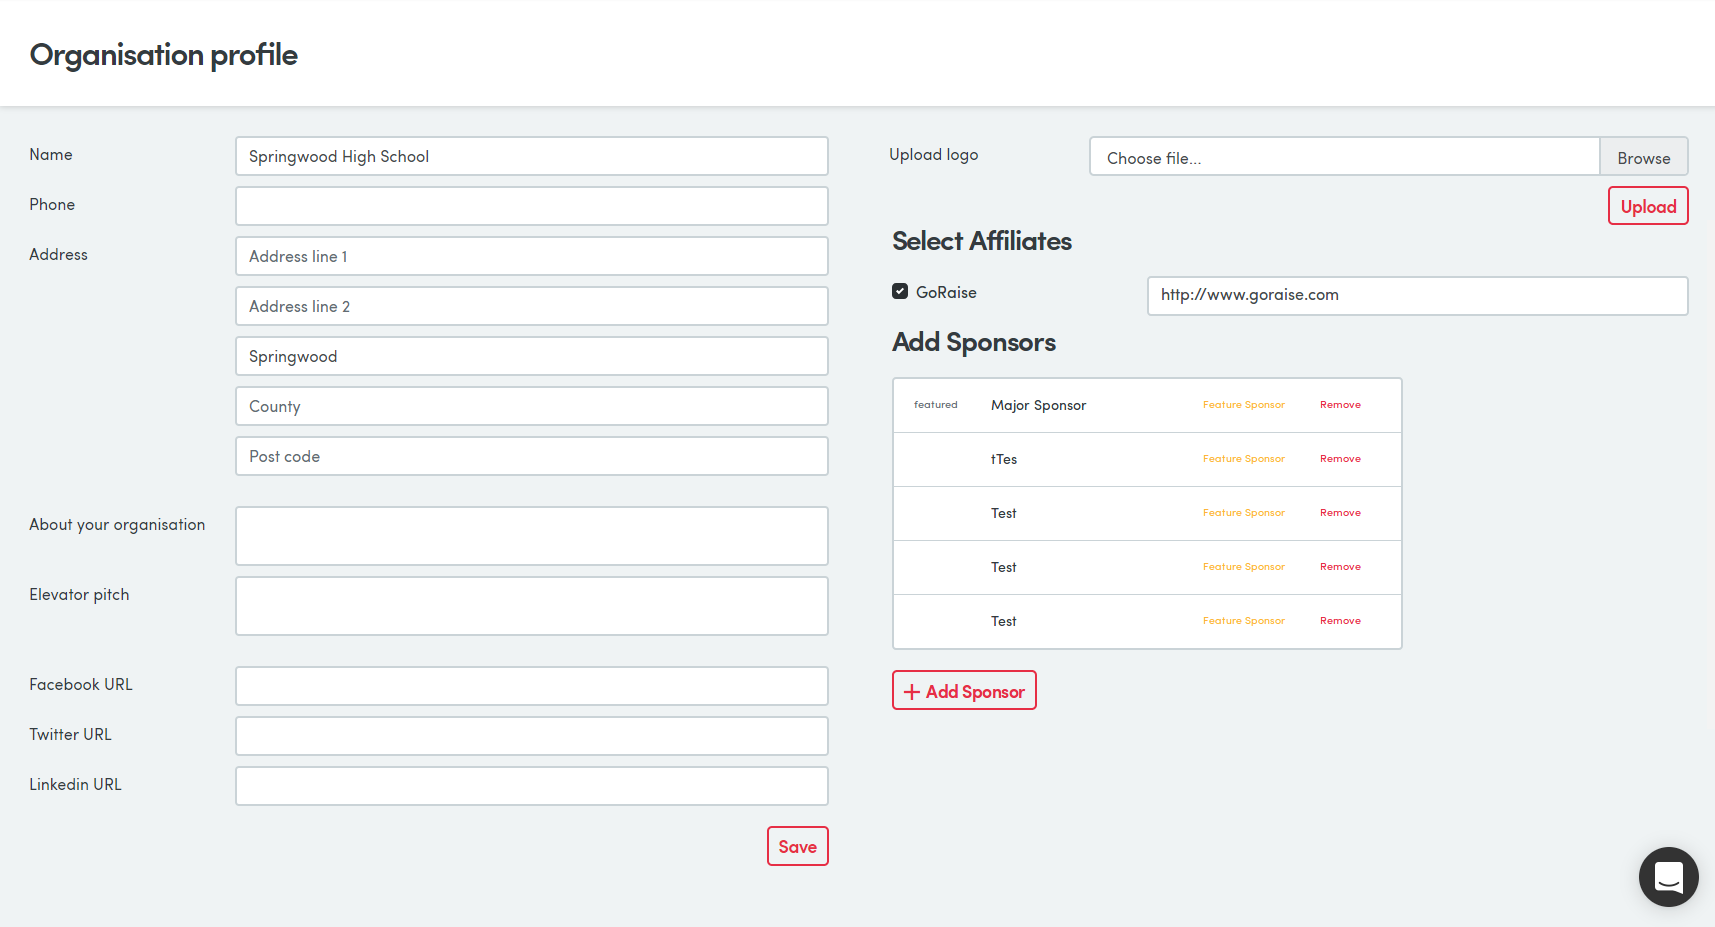 Organisation profile
Name
Springwood High School
Phone
Address
Address line 1
Address line 2
Springwood
County
Post code
About your organisation
Elevator pitch
Facebook URL
Twitter URL
Linkedin URL
Save
Upload logo
Choose file...
Browse
Upload
Select Affiliates
GoRaise
http://www.goraise.com
Add Sponsors
featured Major Sponsor Feature Sponsor Remove
tTes Feature Sponsor Remove
Test Feature Sponsor Remove
Test Feature Sponsor Remove
Test Feature Sponsor Remove
Add Sponsor